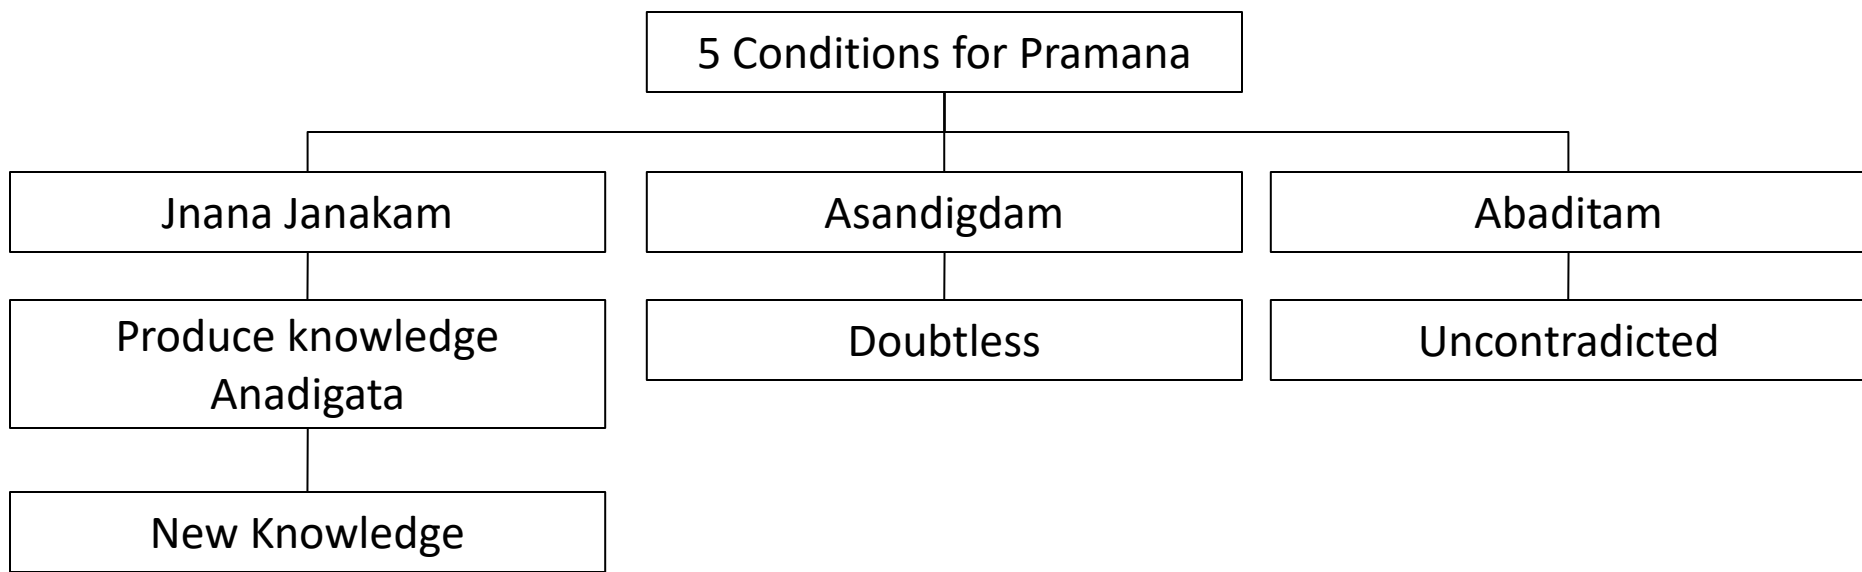 5 Conditions for Pramana
Jnana Janakam
Asandigdam
Abaditam
Produce knowledge
Anadigata
Doubtless
Uncontradicted
New Knowledge